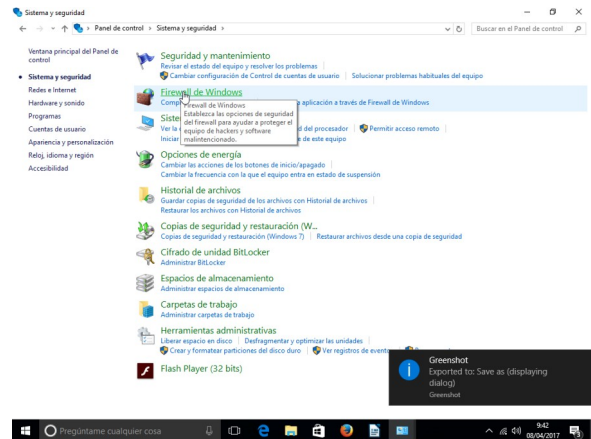 Sistema y seguridad
Panel de control > Sistema y seguridad >
Buscar en el Panel de control
Ventana principal del Panel de control
Sistema y seguridad
Redes e Internet
Hardware y sonido
Programas
Cuentas de usuario
Apariencia y personalización
Reloj, idioma y región
Accesibilidad
Seguridad y mantenimiento
Revisar el estado del equipo y resolver los problemas
Cambiar configuración de Control de cuentas de usuario | Solucionar problemas habituales del equipo
Firewall de Windows
Comp aplicación a través de Firewall de Windows
Firewall de Windows
Establezca las opciones de seguridad
del firewall para ayudar a proteger el
equipo de hackers y software
malintencionado.
Siste
Ver la d del procesador | Permitir acceso remoto |
Iniciar e de este equipo
Opciones de energía
Cambiar las acciones de los botones de inicio/apagado |
Cambiar la frecuencia con la que el equipo entra en estado de suspensión
Historial de archivos
Guardar copias de seguridad de los archivos con Historial de archivos |
Restaurar los archivos con Historial de archivos
Copias de seguridad y restauración (W...
Copias de seguridad y restauración (Windows 7) | Restaurar archivos desde una copia de seguridad
Cifrado de unidad BitLocker
Administrar BitLocker
Espacios de almacenamiento
Administrar espacios de almacenamiento
Carpetas de trabajo
Administrar carpetas de trabajo
Herramientas administrativas
Liberar espacio en disco | Desfragmentar y optimizar las unidades |
Crear y formatear particiones del disco duro | Ver registros de evento
Flash Player (32 bits)
Greenshot
Exported to: Save as (displaying
dialog)
Greenshot
Pregúntame cualquier cosa
9:42
08/04/2017